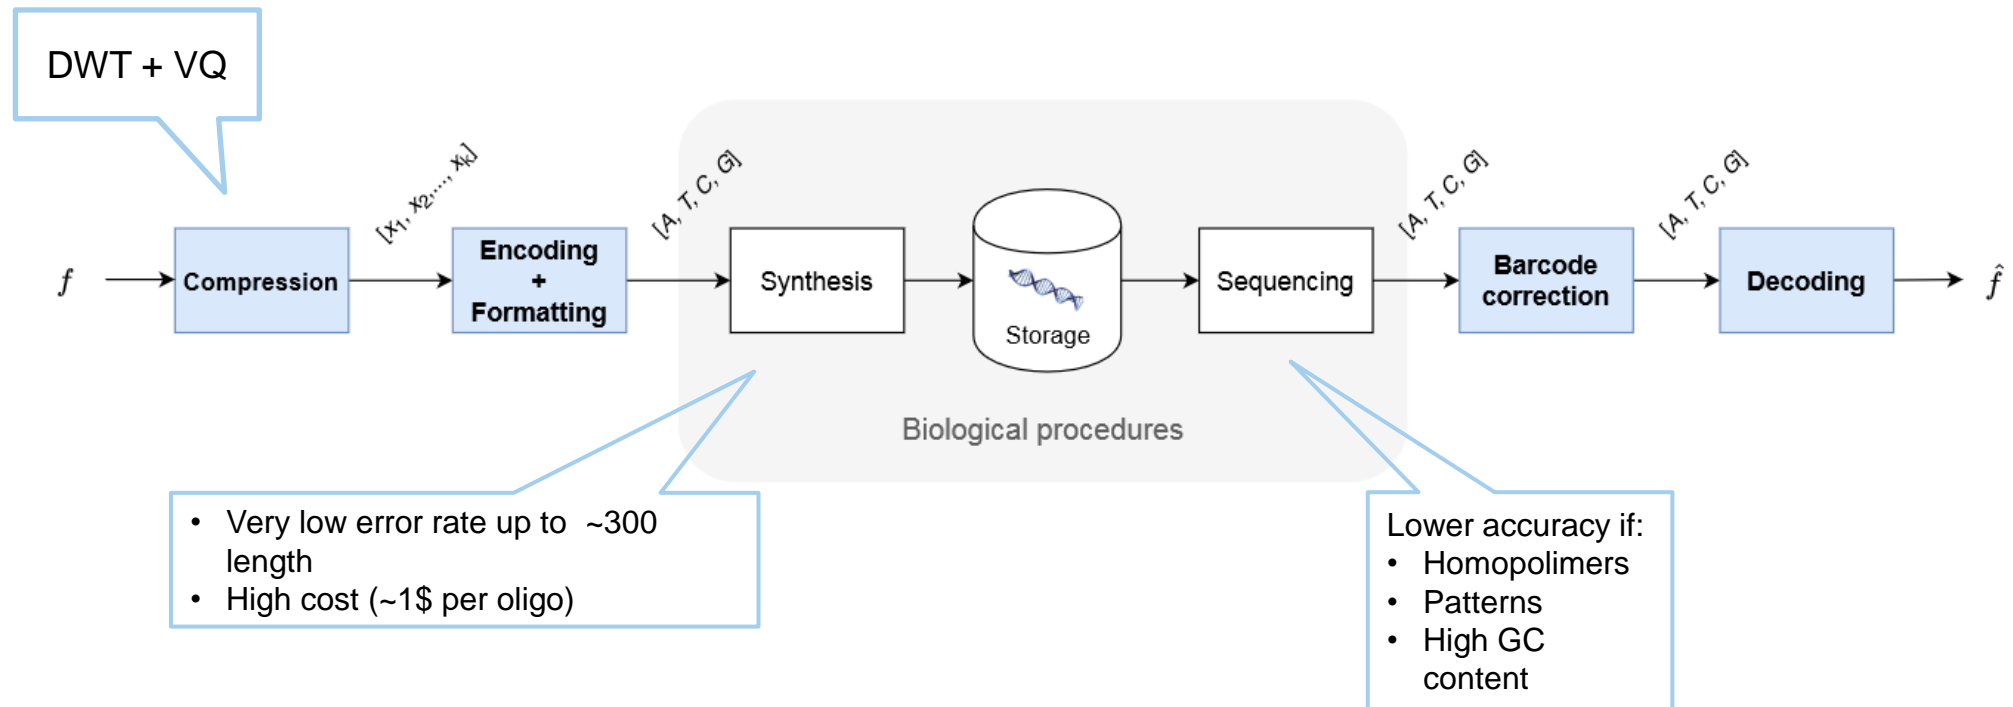 DWT + VQ
[x1, x2,..., xk]
[A, T, C, G]
[A, T, C, G]
[A, T, C, G]
f
Compression
Encoding
+
Formatting
Synthesis
Storage
Sequencing
Barcode
correction
Decoding
f̂
Biological procedures
• Very low error rate up to ~300
length
• High cost (~1$ per oligo)
Lower accuracy if:
• Homopolimers
• Patterns
• High GC
content